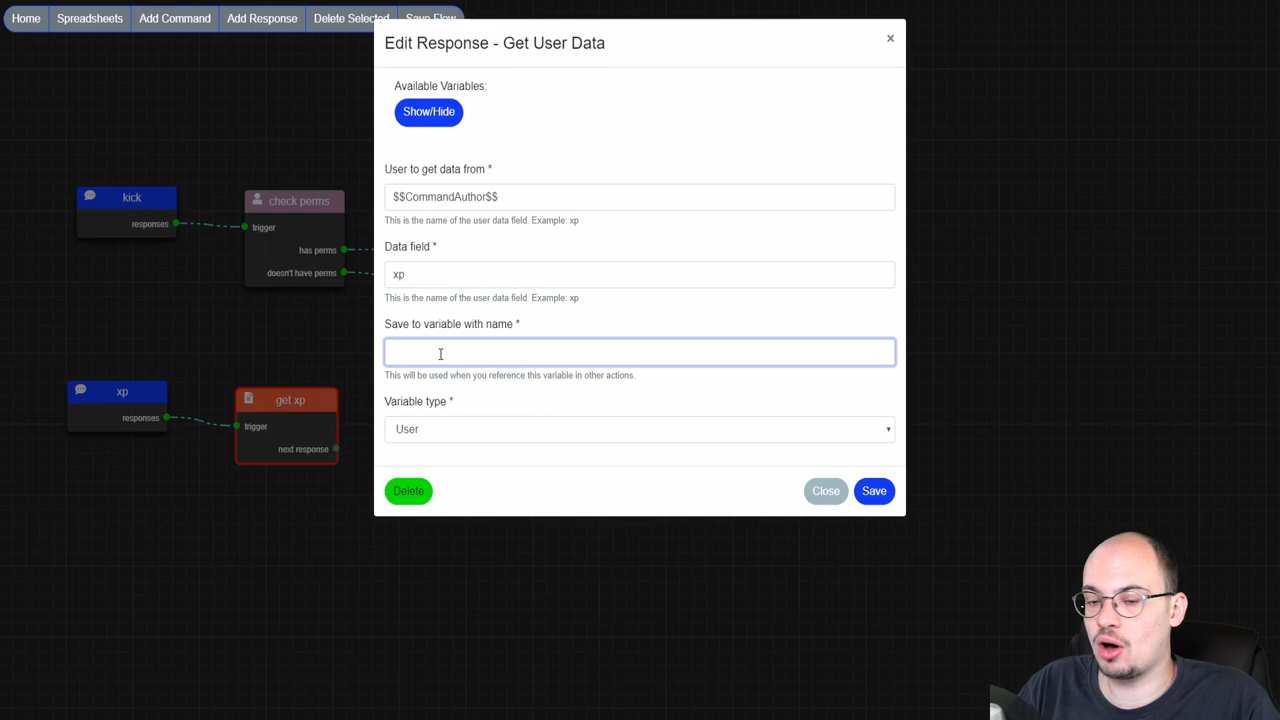 Home Spreadsheets Add Command Add Response Delete Selected Save Flow
Edit Response - Get User Data ×
Available Variables:
Show/Hide
User to get data from *
$$CommandAuthor$$
This is the name of the user data field. Example: xp
Data field *
xp
This is the name of the user data field. Example: xp
Save to variable with name *
This will be used when you reference this variable in other actions.
Variable type *
User
Delete Close Save
kick
responses
check perms
trigger
has perms
doesn't have perms
xp
responses
get xp
trigger
next response